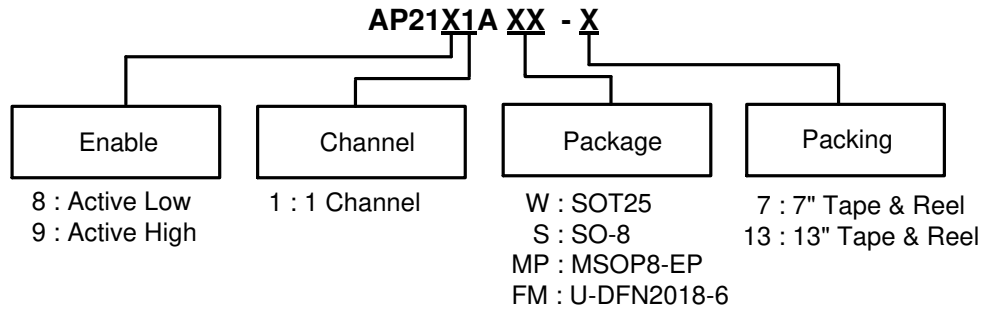 AP21X1A XX - X
Enable
Channel
Package
Packing
8 : Active Low
9 : Active High
1 : 1 Channel
W : SOT25
S : SO-8
MP : MSOP8-EP
FM : U-DFN2018-6
7 : 7" Tape & Reel
13 : 13" Tape & Reel